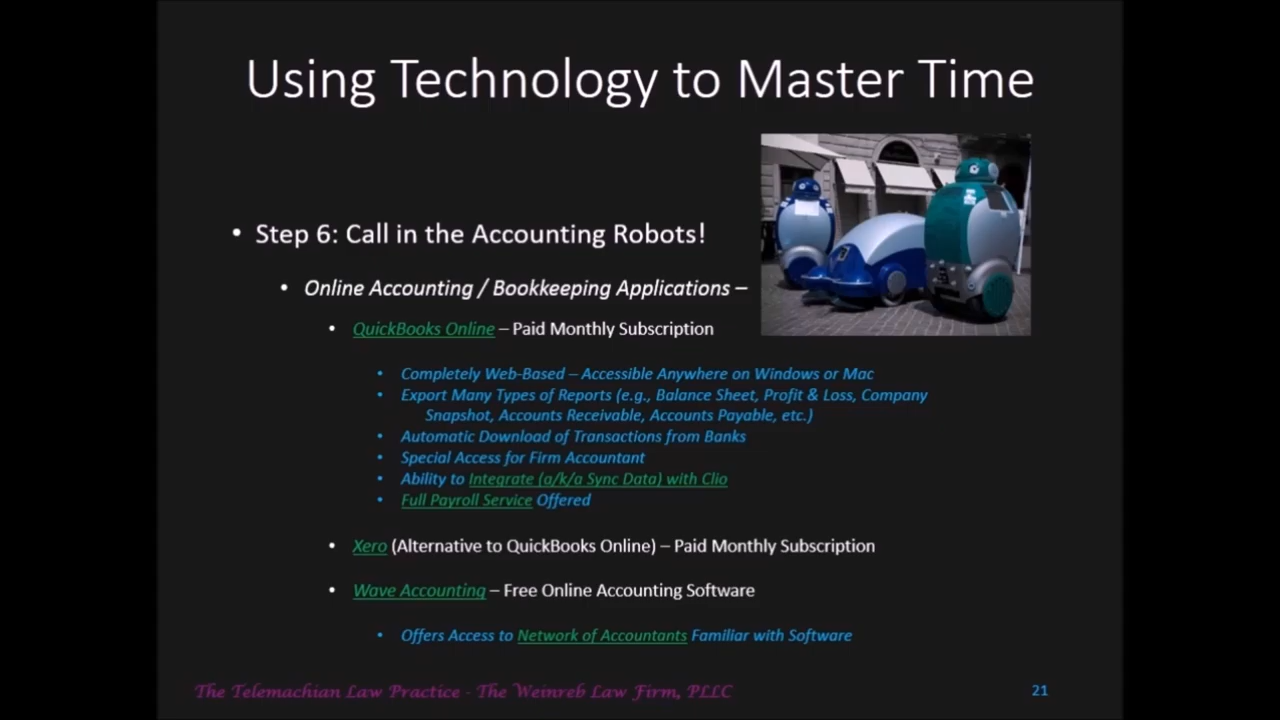 Using Technology to Master Time
• Step 6: Call in the Accounting Robots!
• Online Accounting / Bookkeeping Applications –
• QuickBooks Online – Paid Monthly Subscription
• Completely Web-Based – Accessible Anywhere on Windows or Mac
• Export Many Types of Reports (e.g., Balance Sheet, Profit & Loss, Company
Snapshot, Accounts Receivable, Accounts Payable, etc.)
• Automatic Download of Transactions from Banks
• Special Access for Firm Accountant
• Ability to Integrate (a/k/a Sync Data) with Clio
• Full Payroll Service Offered
• Xero (Alternative to QuickBooks Online) – Paid Monthly Subscription
• Wave Accounting – Free Online Accounting Software
• Offers Access to Network of Accountants Familiar with Software
The Telemachian Law Practice - The Weinreb Law Firm, PLLC
21